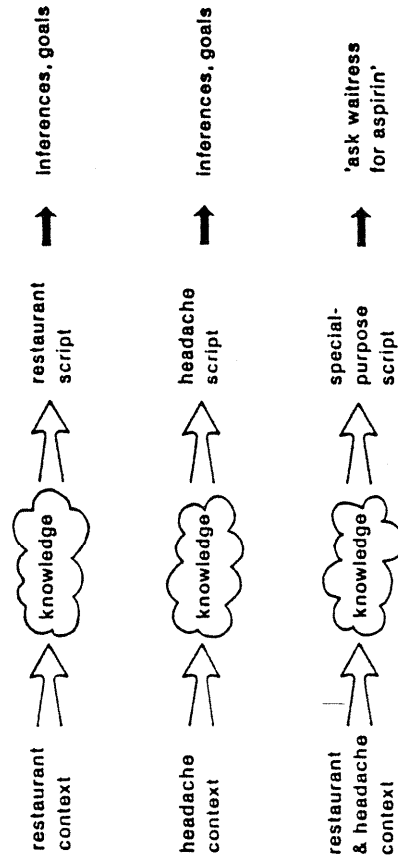 restaurant
context
knowledge
restaurant
script
inferences, goals
headache
context
knowledge
headache
script
inferences, goals
restaurant
& headache
context
knowledge
special-
purpose
script
'ask waitress
for aspirin'